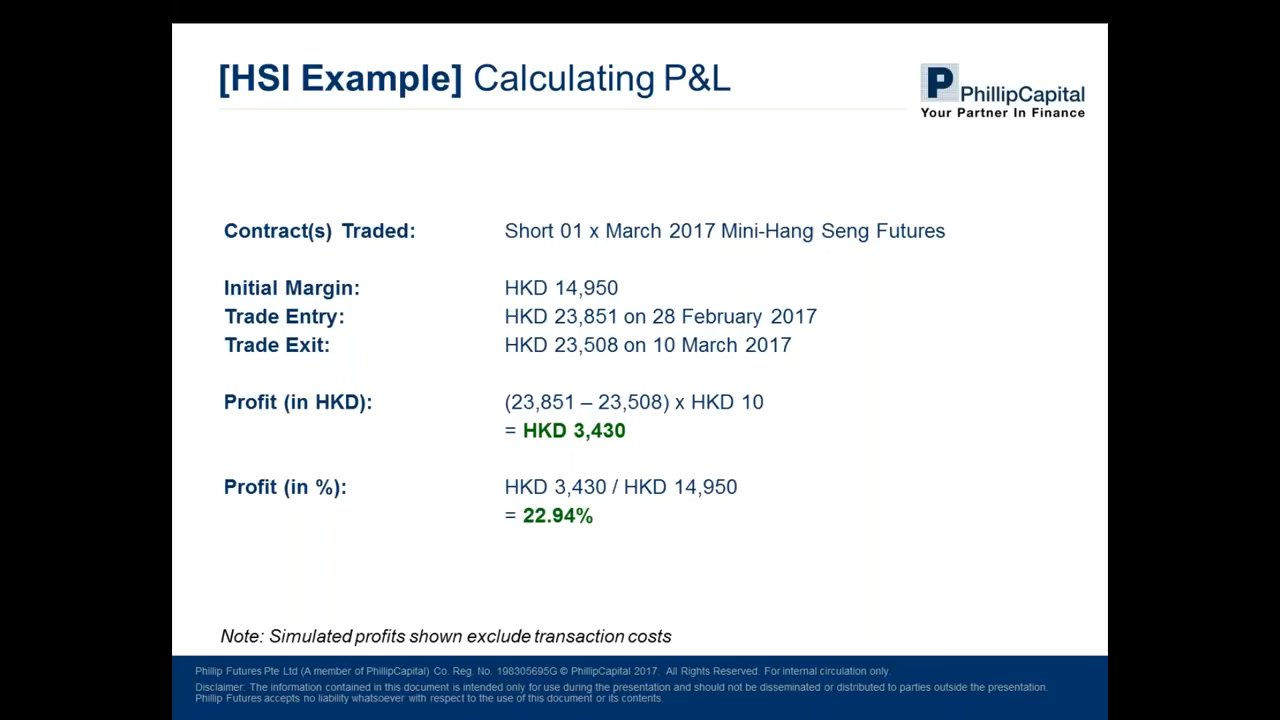 [HSI Example] Calculating P&L
P PhillipCapital
Your Partner In Finance
Contract(s) Traded: Short 01 x March 2017 Mini-Hang Seng Futures
Initial Margin: HKD 14,950
Trade Entry: HKD 23,851 on 28 February 2017
Trade Exit: HKD 23,508 on 10 March 2017
Profit (in HKD): (23,851 – 23,508) x HKD 10
= HKD 3,430
Profit (in %): HKD 3,430 / HKD 14,950
= 22.94%
Note: Simulated profits shown exclude transaction costs
Phillip Futures Pte Ltd (A member of PhillipCapital) Co. Reg. No. 198305695G © PhillipCapital 2017. All Rights Reserved. For internal circulation only
Disclaimer: The information contained in this document is intended only for use during the presentation and should not be disseminated or distributed to parties outside the presentation.
Phillip Futures accepts no liability whatsoever with respect to the use of this document or its contents.